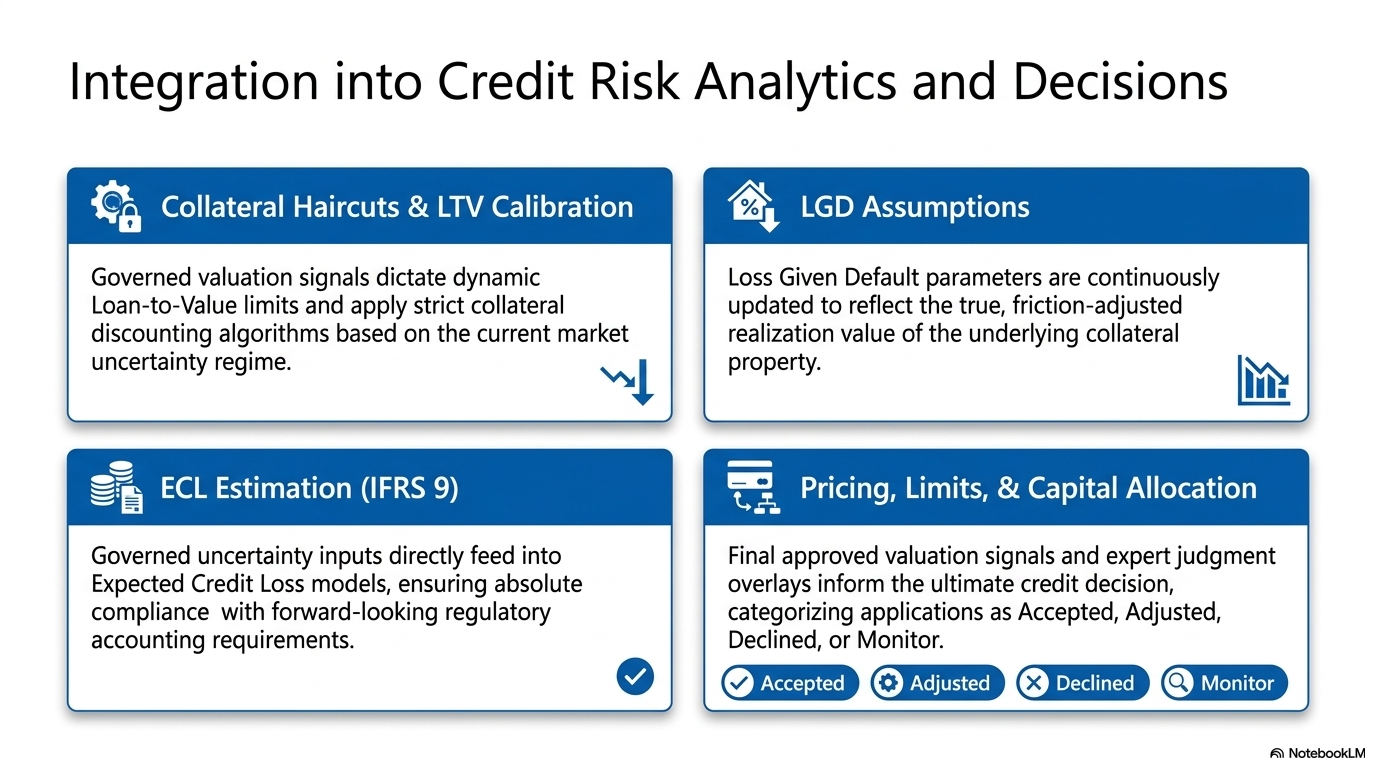 Integration into Credit Risk Analytics and Decisions
Collateral Haircuts & LTV Calibration
Governed valuation signals dictate dynamic
Loan-to-Value limits and apply strict collateral
discounting algorithms based on the current market
uncertainty regime.
LGD Assumptions
Loss Given Default parameters are continuously
updated to reflect the true, friction-adjusted
realization value of the underlying collateral
property.
ECL Estimation (IFRS 9)
Governed uncertainty inputs directly feed into
Expected Credit Loss models, ensuring absolute
compliance  with forward-looking regulatory
accounting requirements.
Pricing, Limits, & Capital Allocation
Final approved valuation signals and expert judgment
overlays inform the ultimate credit decision,
categorizing applications as Accepted, Adjusted,
Declined, or Monitor.
Accepted Adjusted Declined Monitor
NotebookLM